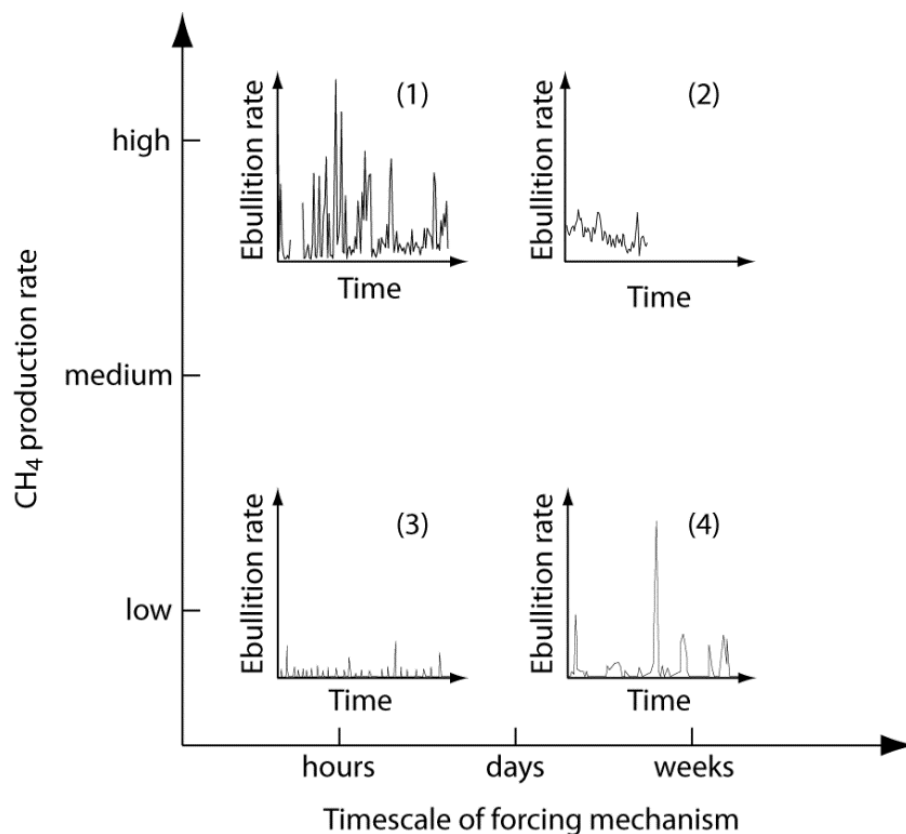 (1)
(2)
high
Ebullition rate
Ebullition rate
Time
Time
medium
CH₄ production rate
(3)
(4)
low
Ebullition rate
Ebullition rate
Time
Time
hours
days
weeks
Timescale of forcing mechanism